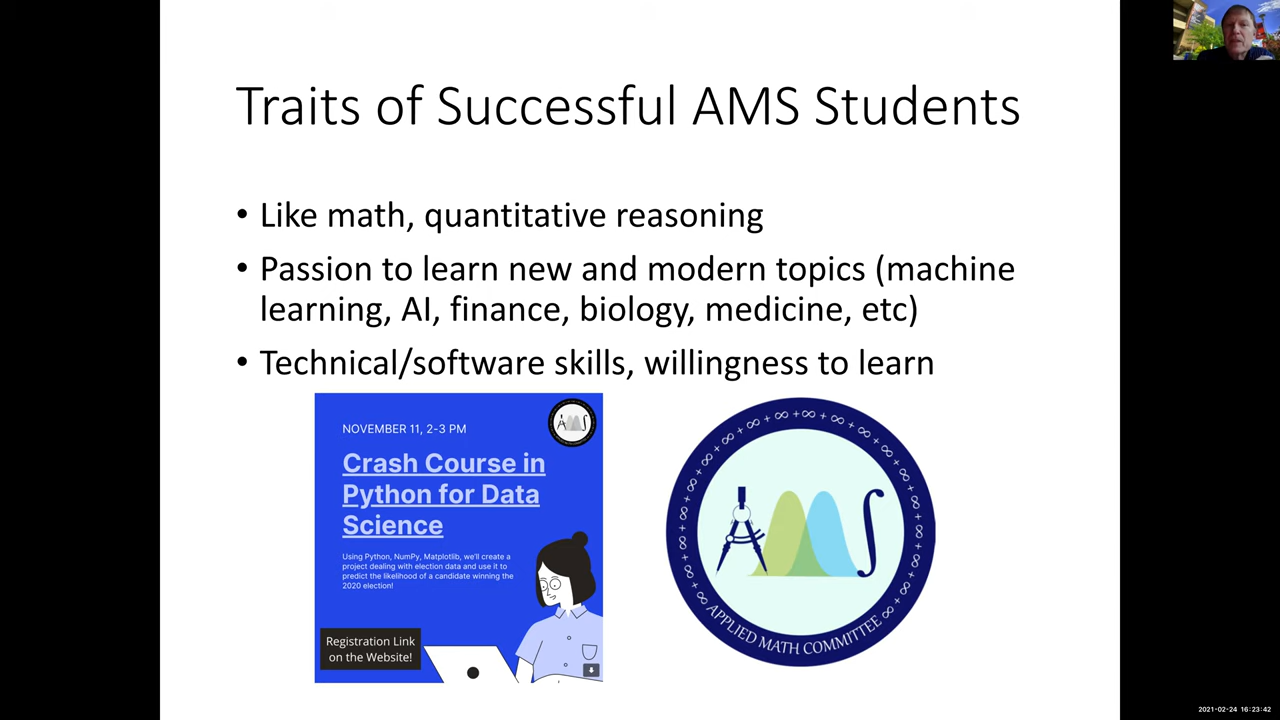 Traits of Successful AMS Students
• Like math, quantitative reasoning
• Passion to learn new and modern topics (machine
learning, AI, finance, biology, medicine, etc)
• Technical/software skills, willingness to learn
NOVEMBER 11, 2-3 PM
Crash Course in
Python for Data
Science
Using Python, NumPy, Matplotlib, we'll create a
project dealing with election data and use it to
predict the likelihood of a candidate winning the
2020 election!
Registration Link
on the Website!
AMS
APPLIED MATH COMMITTEE
2021-02-24 16:23:42